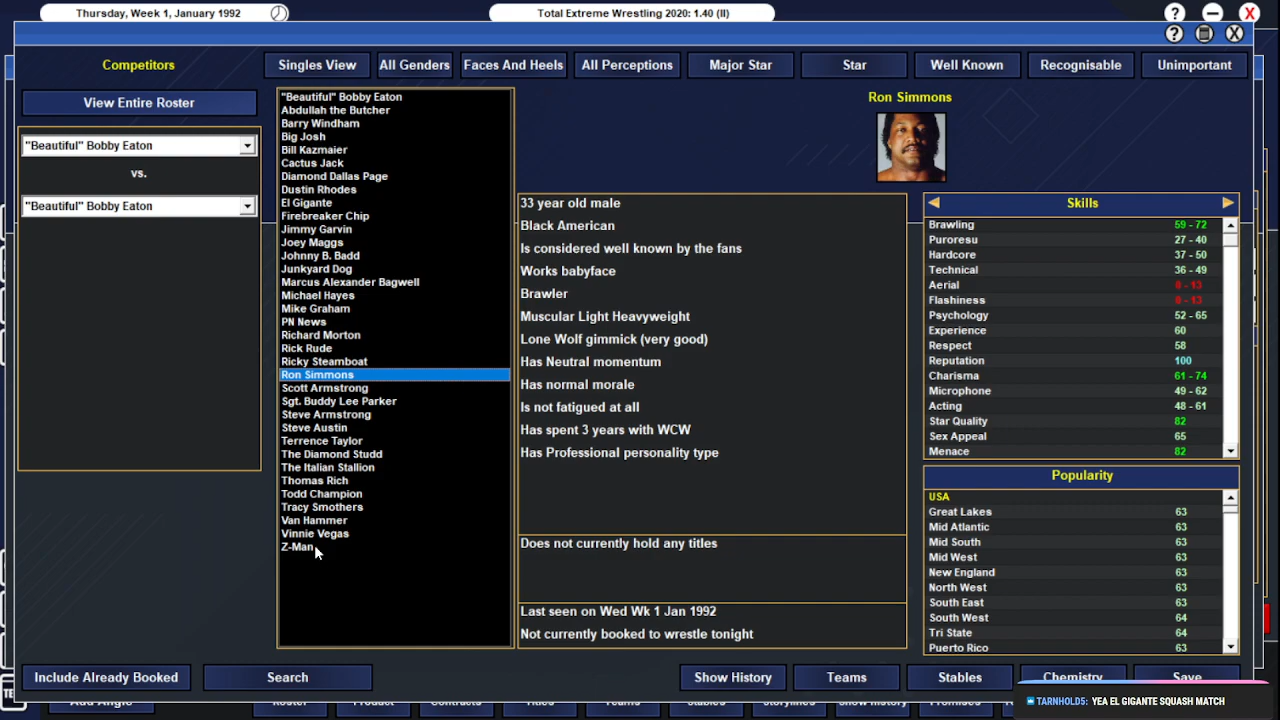 Thursday, Week 1, January 1992
Total Extreme Wrestling 2020: 1.40 (II)
? X
? X
Competitors
Singles View
All Genders
Faces And Heels
All Perceptions
Major Star
Star
Well Known
Recognisable
Unimportant
View Entire Roster
"Beautiful" Bobby Eaton
vs.
"Beautiful" Bobby Eaton
"Beautiful" Bobby Eaton
Abdullah the Butcher
Barry Windham
Big Josh
Bill Kazmaier
Cactus Jack
Diamond Dallas Page
Dustin Rhodes
El Gigante
Firebreaker Chip
Jimmy Garvin
Joey Maggs
Johnny B. Badd
Junkyard Dog
Marcus Alexander Bagwell
Michael Hayes
Mike Graham
PN News
Richard Morton
Rick Rude
Ricky Steamboat
Ron Simmons
Scott Armstrong
Sgt. Buddy Lee Parker
Steve Armstrong
Steve Austin
Terrence Taylor
The Diamond Studd
The Italian Stallion
Thomas Rich
Todd Champion
Tracy Smothers
Van Hammer
Vinnie Vegas
Z-Man
Ron Simmons
33 year old male
Black American
Is considered well known by the fans
Works babyface
Brawler
Muscular Light Heavyweight
Lone Wolf gimmick (very good)
Has Neutral momentum
Has normal morale
Is not fatigued at all
Has spent 3 years with WCW
Has Professional personality type
Does not currently hold any titles
Last seen on Wed Wk 1 Jan 1992
Not currently booked to wrestle tonight
Skills
Brawling 59 - 72
Puroresu 27 - 40
Hardcore 37 - 50
Technical 36 - 49
Aerial 0 - 13
Flashiness 0 - 13
Psychology 52 - 65
Experience 60
Respect 58
Reputation 100
Charisma 61 - 74
Microphone 49 - 62
Acting 48 - 61
Star Quality 82
Sex Appeal 65
Menace 82
Popularity
USA
Great Lakes 63
Mid Atlantic 63
Mid South 63
Mid West 63
New England 63
North West 63
South East 63
South West 64
Tri State 64
Puerto Rico 63
Include Already Booked
Search
Show History
Teams
Stables
Chemistry
Save
TARNHOLD5: YEA EL GIGANTE SQUASH MATCH
Add Angle
Roster
Product
Contracts
Titles
Teams
Stables
Storylines
Show History
Promises